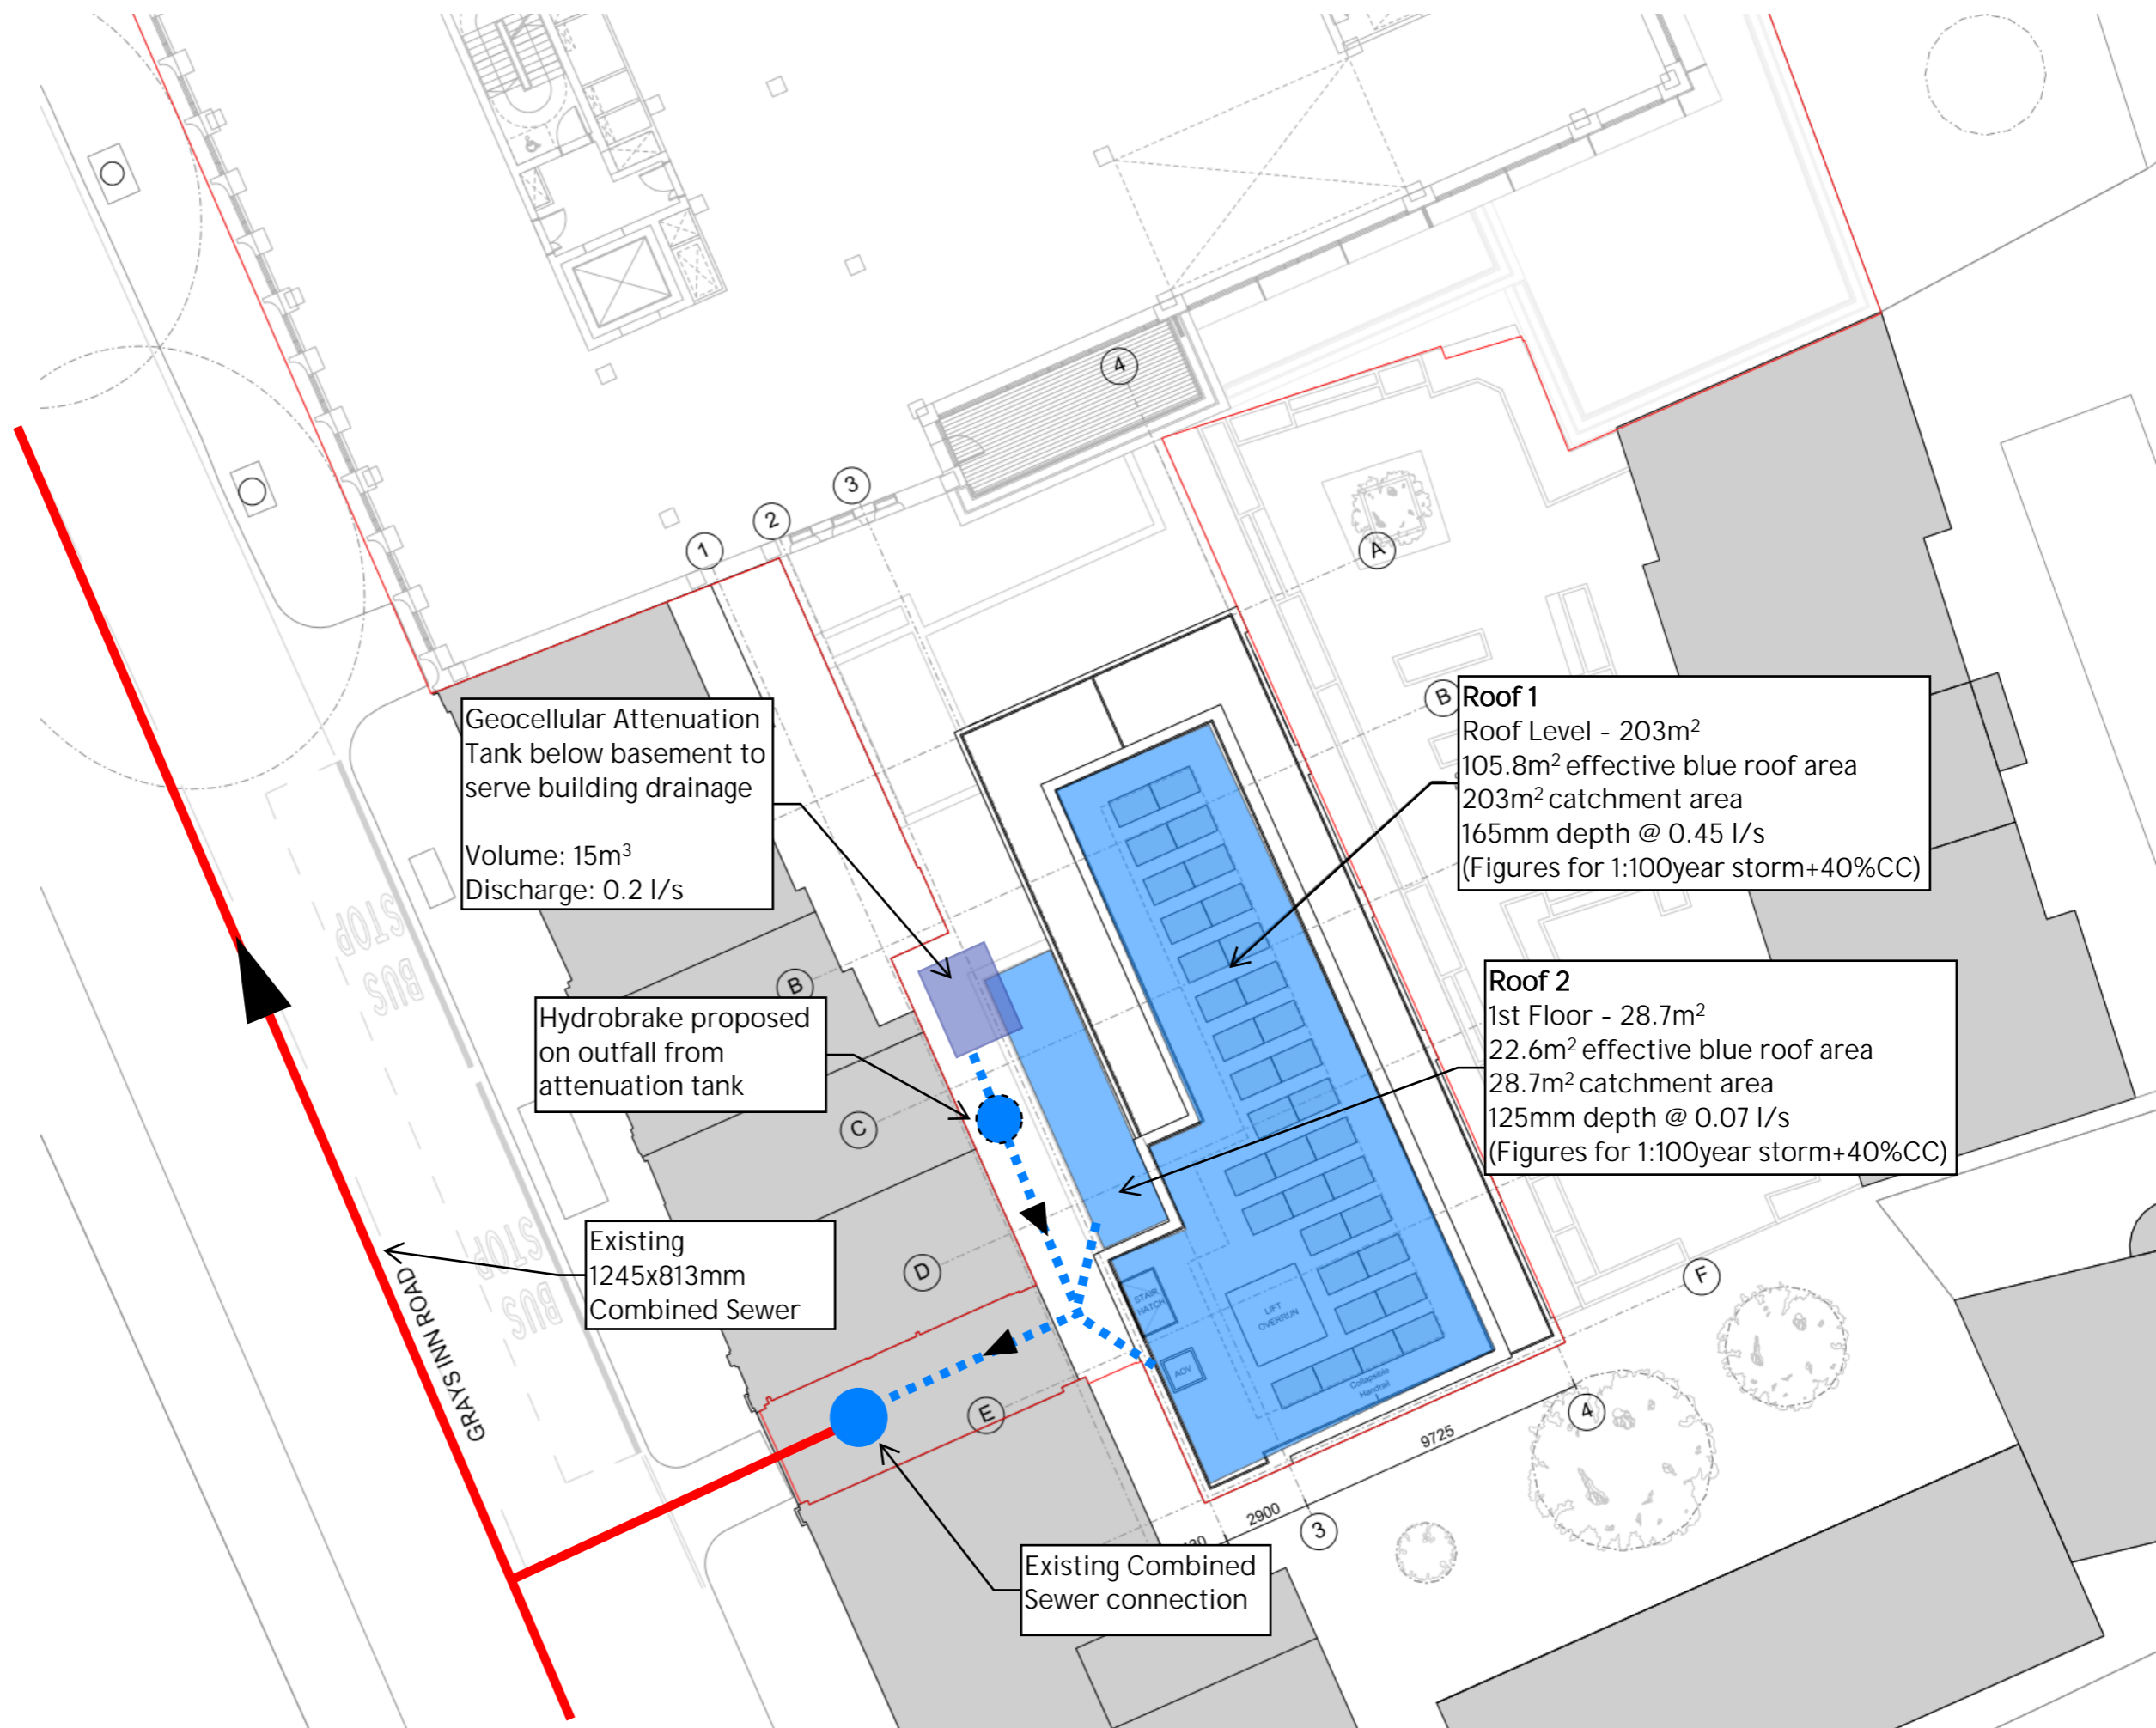 4
3
2
1
A
B
Geocellular Attenuation
Tank below basement to
serve building drainage
Volume: 15m³
Discharge: 0.2 l/s
Roof 1
Roof Level - 203m²
105.8m² effective blue roof area
203m² catchment area
165mm depth @ 0.45 l/s
(Figures for 1:100year storm+40%CC)
BUS
STOP
B
Hydrobrake proposed
on outfall from
attenuation tank
Roof 2
1st Floor - 28.7m²
22.6m² effective blue roof area
28.7m² catchment area
125mm depth @ 0.07 l/s
(Figures for 1:100year storm+40%CC)
C
D
Existing
1245x813mm
Combined Sewer
BUS
STOP
GRAYS INN ROAD
STAIR
HATCH
LIFT
OVERRUN
AOV
Collapsible
Handrail
F
E
4
9725
2900
3
Existing Combined
Sewer connection